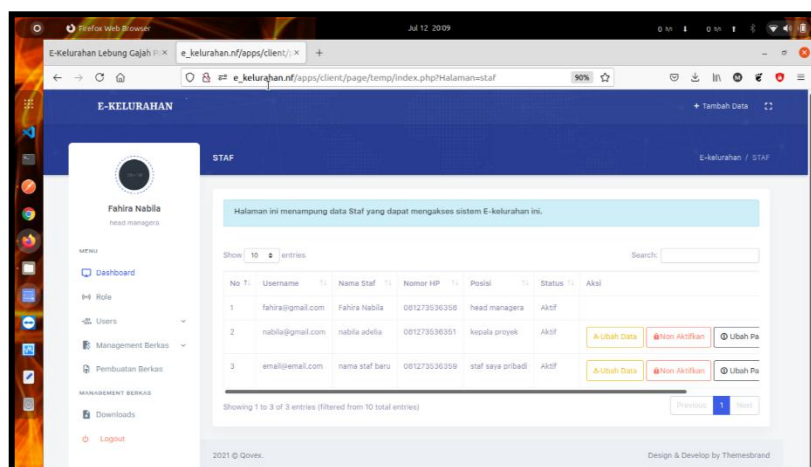 Firefox Web Browser
Jul 12 20:09
E-Kelurahan Lebung Gajah P
e_kelurahan.nf/apps/client/
e_kelurahan.nf/apps/client/page/temp/index.php?Halaman=staf
90%
E-KELURAHAN
+ Tambah Data
STAF
E-kelurahan / STAF
Fahira Nabila
head managera
Halaman ini menampung data Staf yang dapat mengakses sistem E-kelurahan ini.
MENU
Show 10 entries
Search:
Dashboard
Role
Users
Management Berkas
Pembuatan Berkas
MANAGEMENT BERKAS
Downloads
Logout
No Username Nama Staf Nomor HP Posisi Status Aksi
1 fahira@gmail.com Fahira Nabila 081273536358 head managera Aktif
2 nabila@gmail.com nabila adelia 081273536351 kepala proyek Aktif Ubah Data Non Aktifkan Ubah Pa
3 email@email.com nama staf baru 081273536359 staf saya pribadi Aktif Ubah Data Non Aktifkan Ubah Pa
Showing 1 to 3 of 3 entries (filtered from 10 total entries)
Previous 1 Next
2021 © Qovex.
Design & Develop by Themesbrand